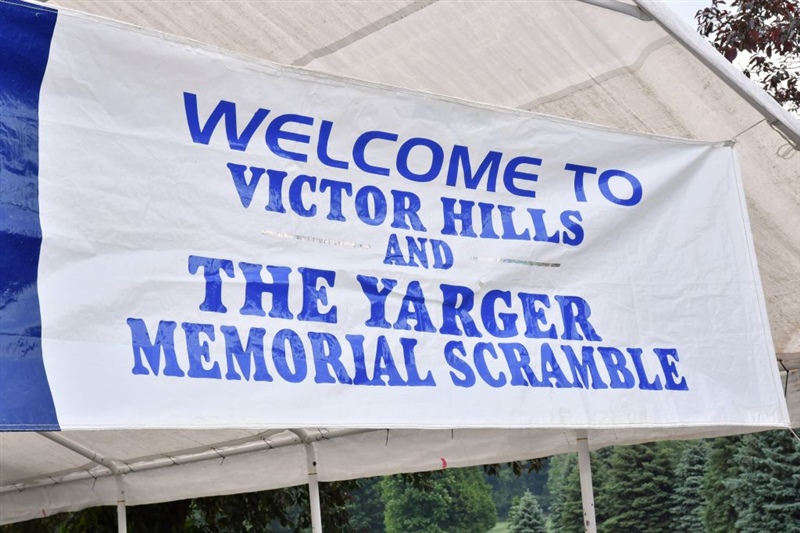 WELCOME TO
VICTOR HILLS
AND
THE YARGER
MEMORIAL SCRAMBLE